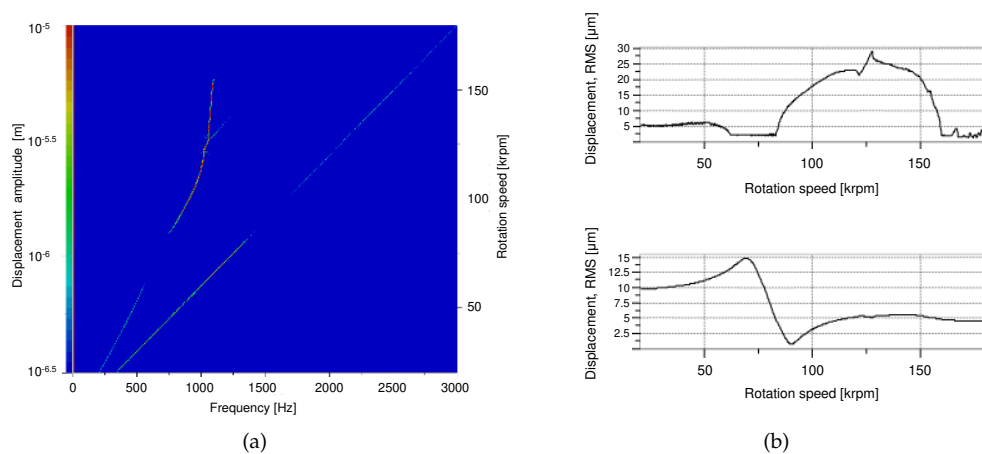 10-5
10-5.5
10-6
10-6.5
Displacement amplitude [m]
150
100
50
Rotation speed [krpm]
0 500 1000 1500 2000 2500 3000
Frequency [Hz]
(a)
Displacement, RMS [µm]
30
25
20
15
10
5
50 100 150
Rotation speed [krpm]
Displacement, RMS [µm]
15
12.5
10
7.5
5
2.5
50 100 150
Rotation speed [krpm]
(b)